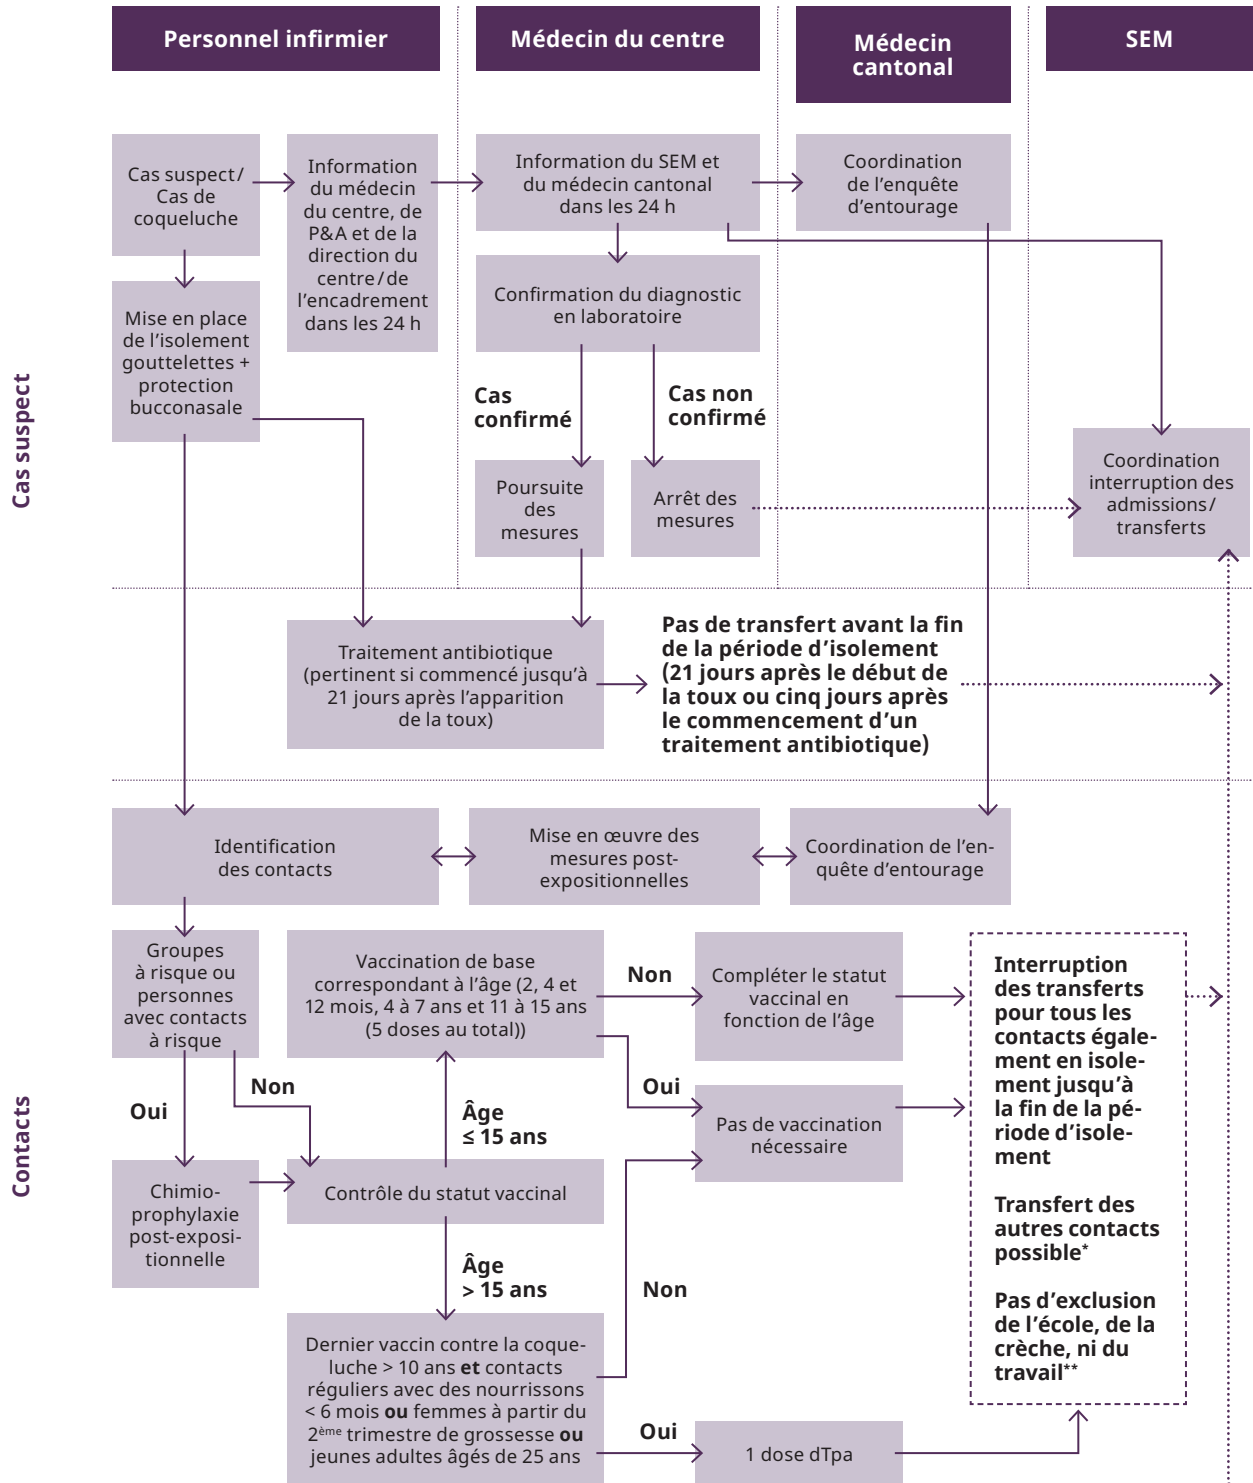 Personnel infirmier
Médecin du centre
Médecin
cantonal
SEM
Cas suspect
Cas suspect/
Cas de
coqueluche
Information
du médecin
du centre, de
P&A et de la
direction du
centre/de
l'encadrement
dans les 24 h
Information du SEM et
du médecin cantonal
dans les 24 h
Coordination
de l'enquête
d'entourage
Mise en place
de l'isolement
gouttelettes +
protection
bucconasale
Confirmation du diagnostic
en laboratoire
Cas
confirmé
Cas non
confirmé
Poursuite
des
mesures
Arrêt des
mesures
Coordination
interruption des
admissions/
transferts
Traitement antibiotique
(pertinent si commencé jusqu'à
21 jours après l'apparition
de la toux)
Pas de transfert avant la fin
de la période d'isolement
(21 jours après le début de
la toux ou cinq jours après
le commencement d'un
traitement antibiotique)
Contacts
Identification
des contacts
Mise en œuvre des
mesures post-
expositionnelles
Coordination de l'en-
quête d'entourage
Groupes
à risque ou
personnes
avec contacts
à risque
Vaccination de base
correspondant à l'âge (2, 4 et
12 mois, 4 à 7 ans et 11 à 15 ans
(5 doses au total))
Non
Compléter le statut
vaccinal en
fonction de l'âge
Oui
Pas de vaccination
nécessaire
Oui
Non
Âge
≤ 15 ans
Chimio-
prophylaxie
post-exposi-
tionnelle
Contrôle du statut vaccinal
Âge
> 15 ans
Non
Dernier vaccin contre la coque-
luche > 10 ans et contacts
réguliers avec des nourrissons
< 6 mois ou femmes à partir du
2ème trimestre de grossesse ou
jeunes adultes âgés de 25 ans
Oui
1 dose dTpa
Interruption
des transferts
pour tous les
contacts égale-
ment en isole-
ment jusqu'à
la fin de la pé-
riode d'isole-
ment
Transfert des
autres contacts
possible*
Pas d'exclusion
de l'école, de la
crèche, ni du
travail**